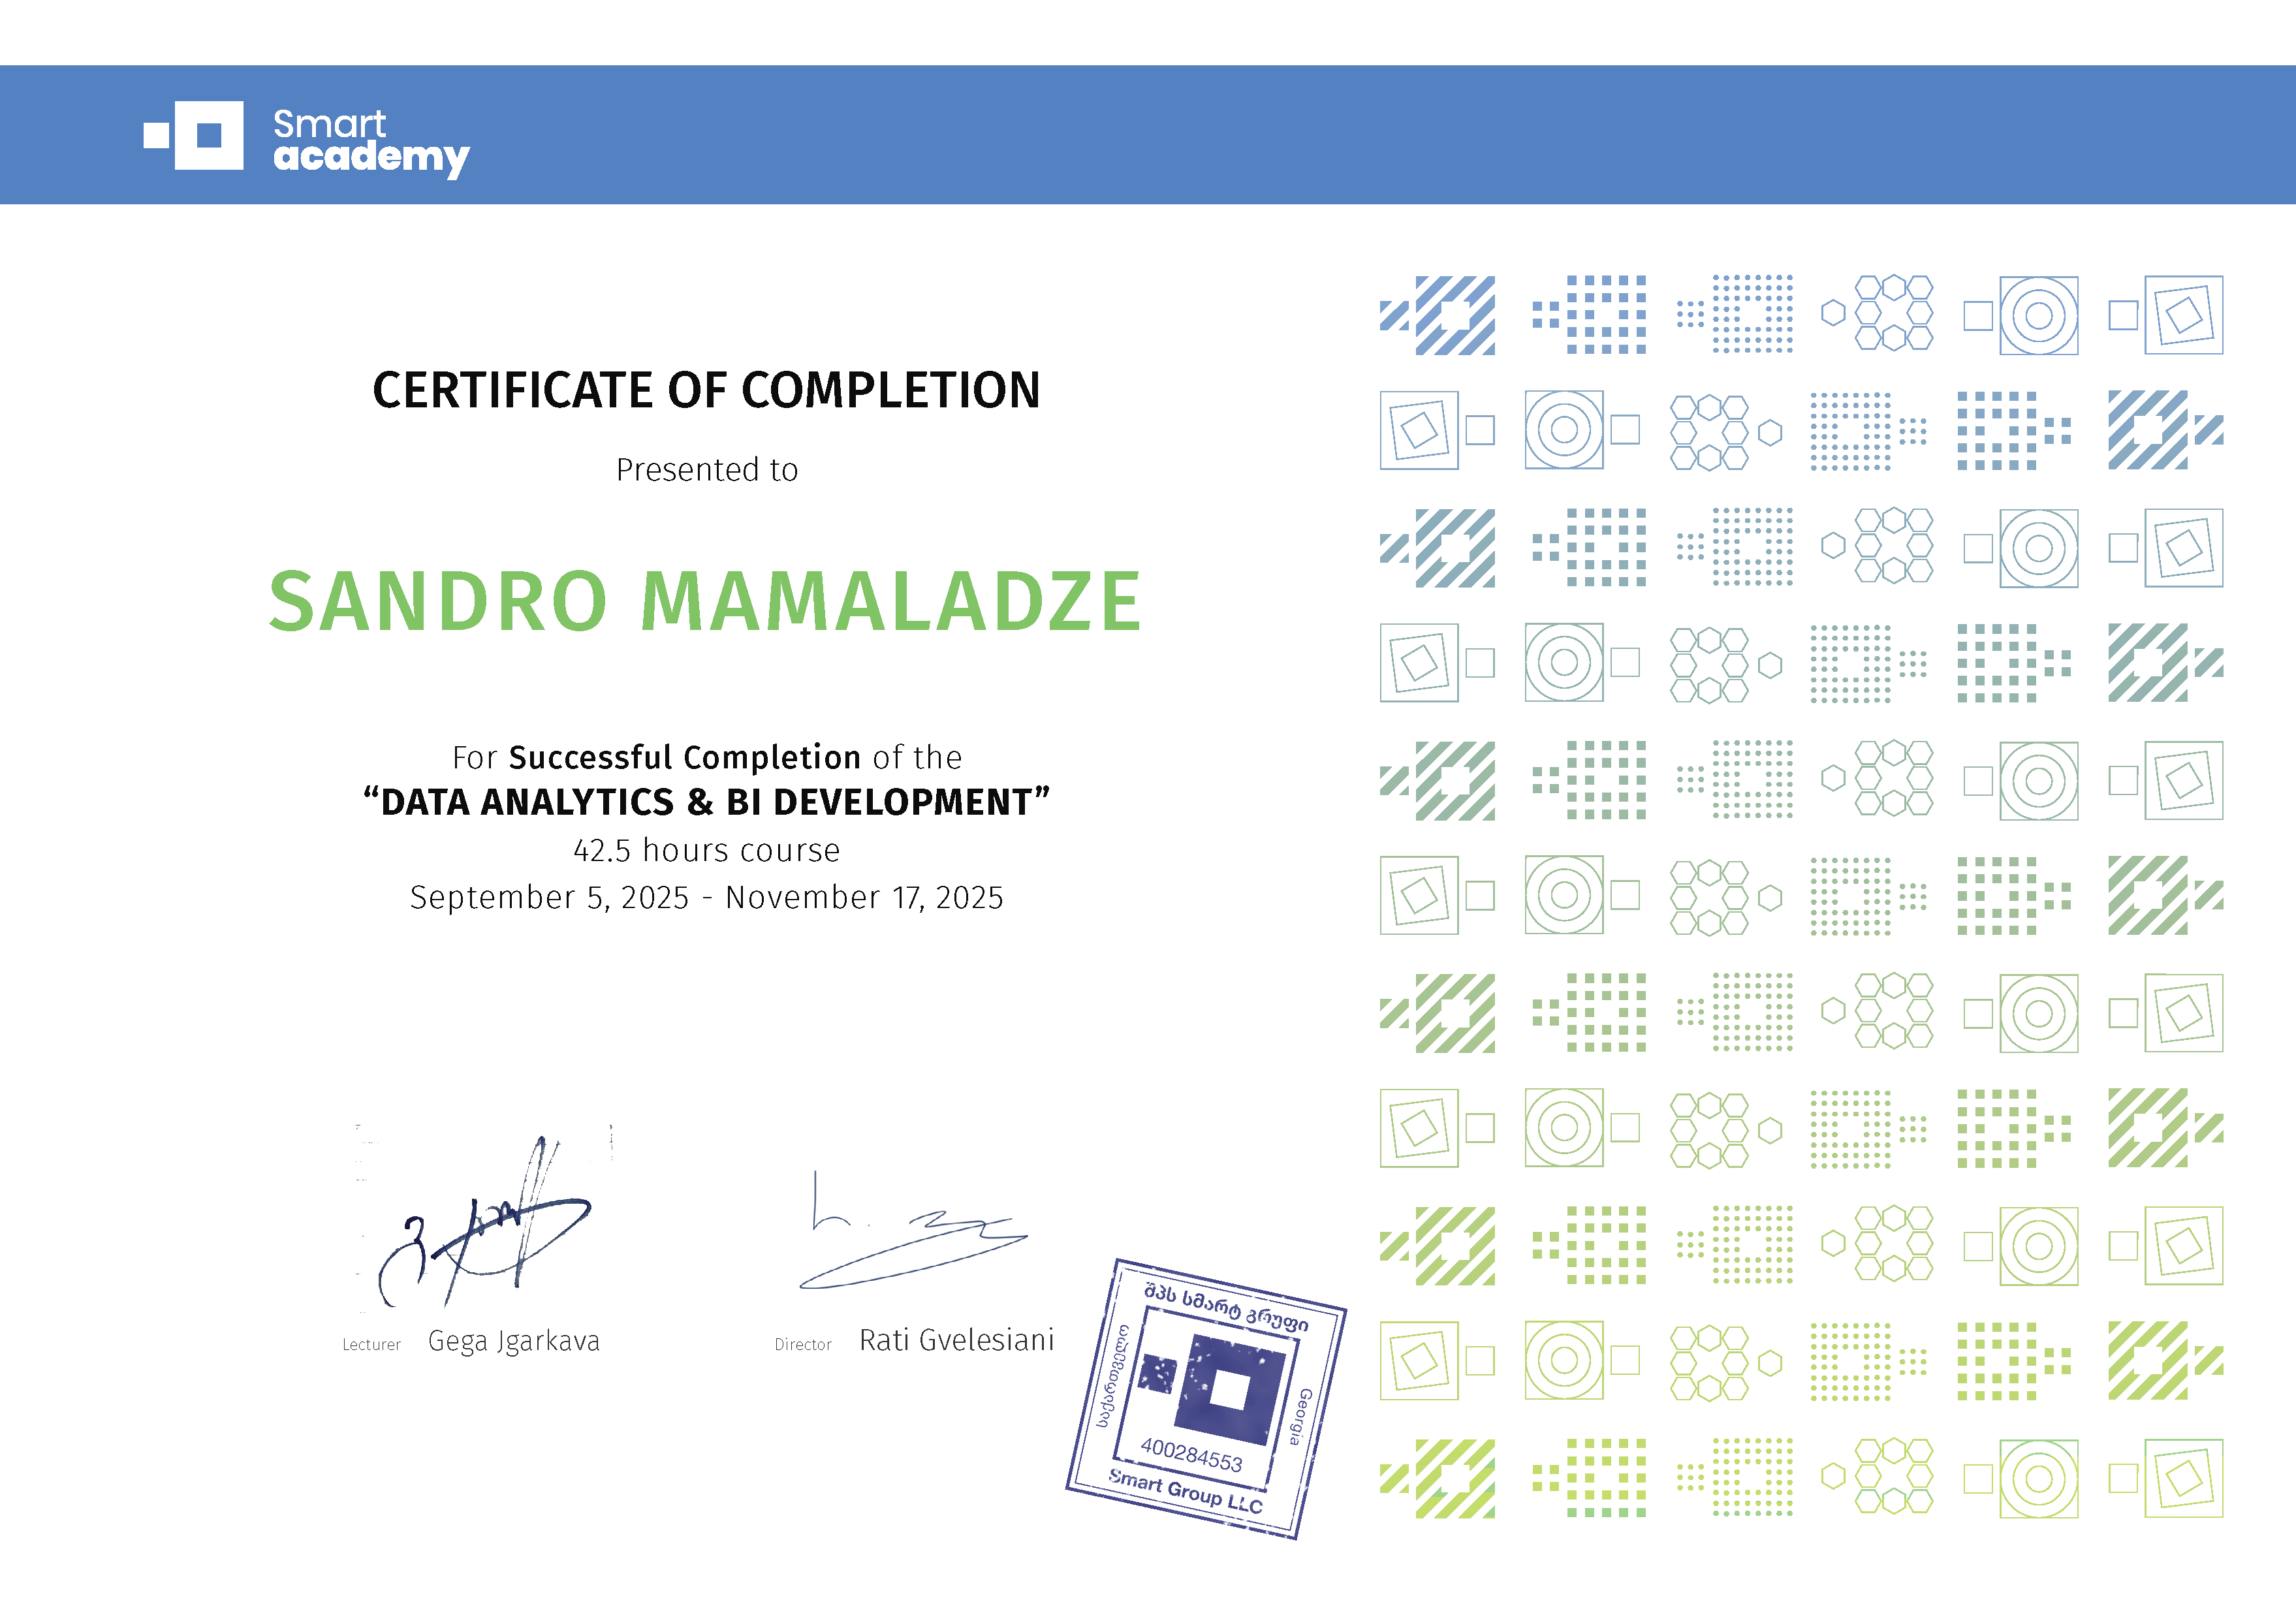 Smart
academy
CERTIFICATE OF COMPLETION
Presented to
SANDRO MAMALADZE
For Successful Completion of the
“DATA ANALYTICS & BI DEVELOPMENT”
42.5 hours course
September 5, 2025 - November 17, 2025
Lecturer Gega Jgarkava
Director Rati Gvelesiani
შპს სმარტ გრუფი
საქართველო
Georgia
400284553
Smart Group LLC